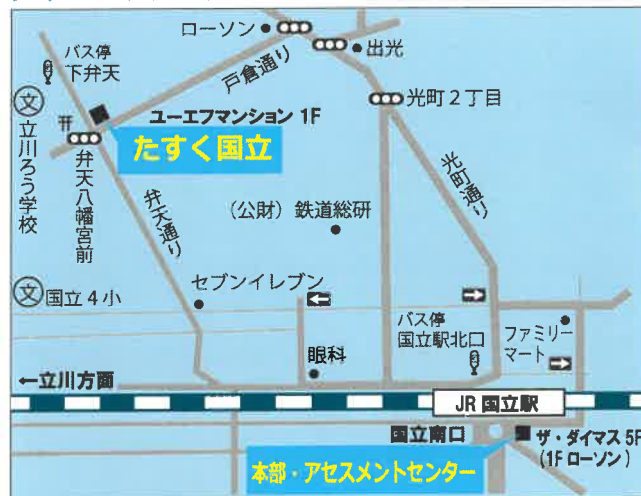 ローソン
出光
バス停
下弁天
戸倉通り
光町2丁目
ユーエフマンション 1F
たすく国立
文
立川ろう学校
弁天八幡宮前
弁天通り
(公財)鉄道総研
光町通り
文
国立4小
セブンイレブン
←
→
バス停
国立駅北口
ファミリー
マート
→
眼科
←立川方面
JR 国立駅
国立南口
ザ・ダイマス 5F
(1F ローソン)
本部・アセスメントセンター